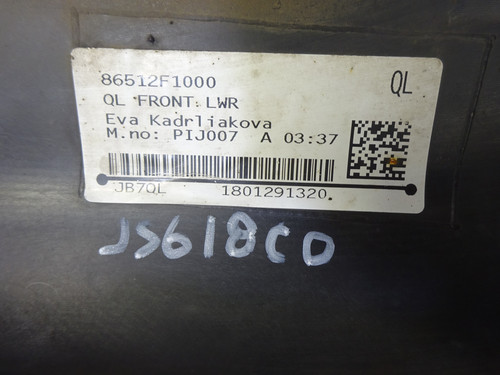 86512F1000 QL
QL FRONT LWR
Eva Kadrliakova
M.no: PIJ007 A 03:37
JB7QL 1801291320
JS618CD